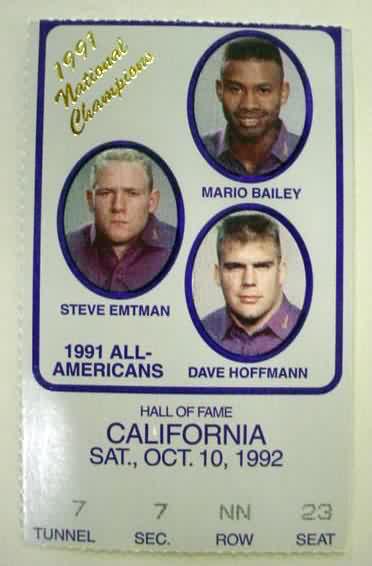 1991
National
Champions
MARIO BAILEY
STEVE EMTMAN
1991 ALL-
AMERICANS
DAVE HOFFMANN
HALL OF FAME
CALIFORNIA
SAT., OCT. 10, 1992
7 7 NN 23
TUNNEL SEC. ROW SEAT